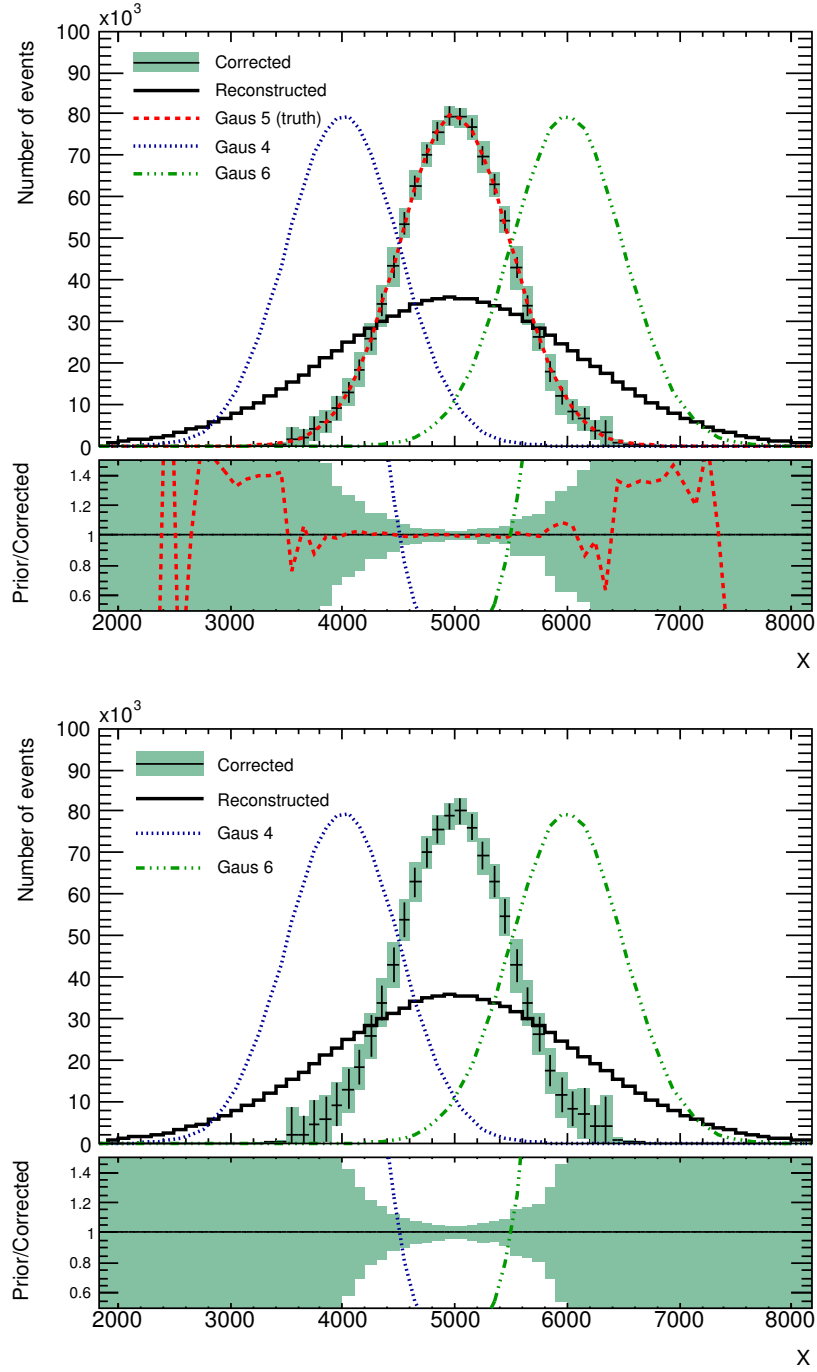 ×10³
100
90
80
70
60
50
40
30
20
10
0
Number of events
Corrected
Reconstructed
Gaus 5 (truth)
Gaus 4
Gaus 6
1.4
1.2
1
0.8
0.6
Prior/Corrected
2000 3000 4000 5000 6000 7000 8000
X
×10³
100
90
80
70
60
50
40
30
20
10
0
Number of events
Corrected
Reconstructed
Gaus 4
Gaus 6
1.4
1.2
1
0.8
0.6
Prior/Corrected
2000 3000 4000 5000 6000 7000 8000
X